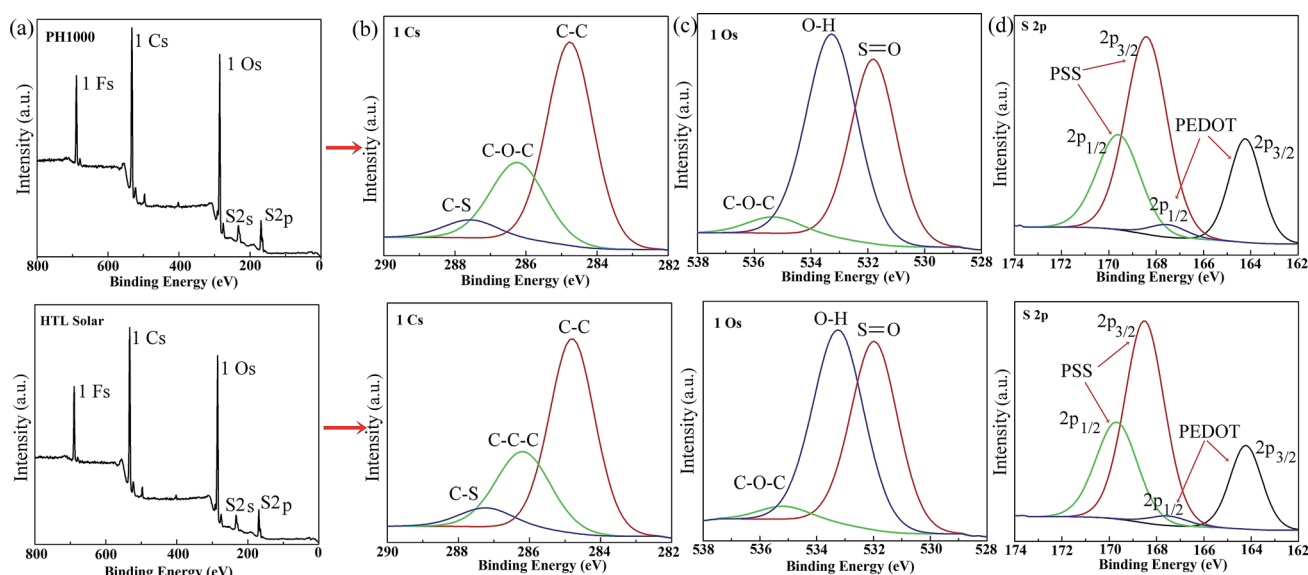 (a)
PH1000
1 Cs
1 Os
1 Fs
S2s
S2p
Intensity (a.u.)
800 600 400 200 0
Binding Energy (eV)
(b)
1 Cs
C-C
C-O-C
C-S
Intensity (a.u.)
290 288 286 284 282
Binding Energy (eV)
(c)
1 Os
O-H
S=O
C-O-C
Intensity (a.u.)
538 536 534 532 530 528
Binding Energy (eV)
(d)
S 2p
2p3/2
PSS
PEDOT
2p1/2
2p3/2
2p1/2
Intensity (a.u.)
174 172 170 168 166 164 162
Binding Energy (eV)
HTL Solar
1 Cs
1 Os
1 Fs
S2s
S2p
Intensity (a.u.)
800 600 400 200 0
Binding Energy (eV)
1 Cs
C-C
C-C-C
C-S
Intensity (a.u.)
290 288 286 284 282
Binding Energy (eV)
1 Os
O-H
S=O
C-O-C
Intensity (a.u.)
538 536 534 532 530 528
Binding Energy (eV)
S 2p
2p3/2
PSS
2p1/2
PEDOT
2p3/2
2p1/2
Intensity (a.u.)
174 172 170 168 166 164 162
Binding Energy (eV)